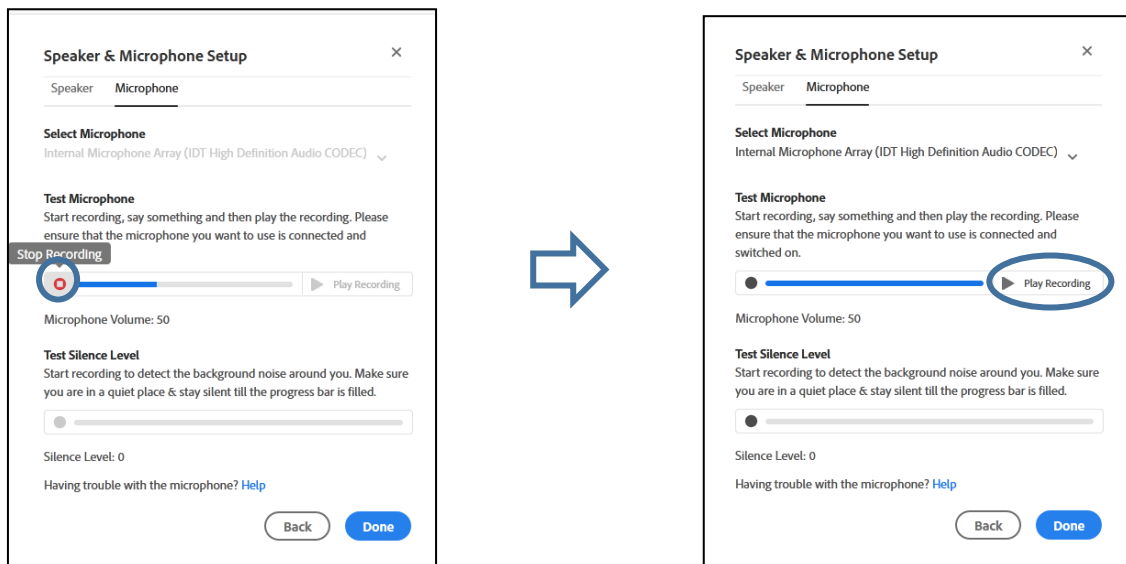 Speaker & Microphone Setup
Speaker Microphone
Select Microphone
Internal Microphone Array (IDT High Definition Audio CODEC)
Test Microphone
Start recording, say something and then play the recording. Please
ensure that the microphone you want to use is connected and
Stop Recording
Play Recording
Microphone Volume: 50
Test Silence Level
Start recording to detect the background noise around you. Make sure
you are in a quiet place & stay silent till the progress bar is filled.
Silence Level: 0
Having trouble with the microphone? Help
Back Done
Speaker & Microphone Setup
Speaker Microphone
Select Microphone
Internal Microphone Array (IDT High Definition Audio CODEC)
Test Microphone
Start recording, say something and then play the recording. Please
ensure that the microphone you want to use is connected and
switched on.
Play Recording
Microphone Volume: 50
Test Silence Level
Start recording to detect the background noise around you. Make sure
you are in a quiet place & stay silent till the progress bar is filled.
Silence Level: 0
Having trouble with the microphone? Help
Back Done